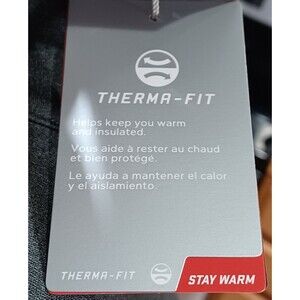 THERMA-FIT
Helps keep you warm
and insulated.
Vous aide à rester au chaud
et bien protégé.
Le ayuda a mantener el calor
y el aislamiento.
THERMA-FIT
STAY WARM